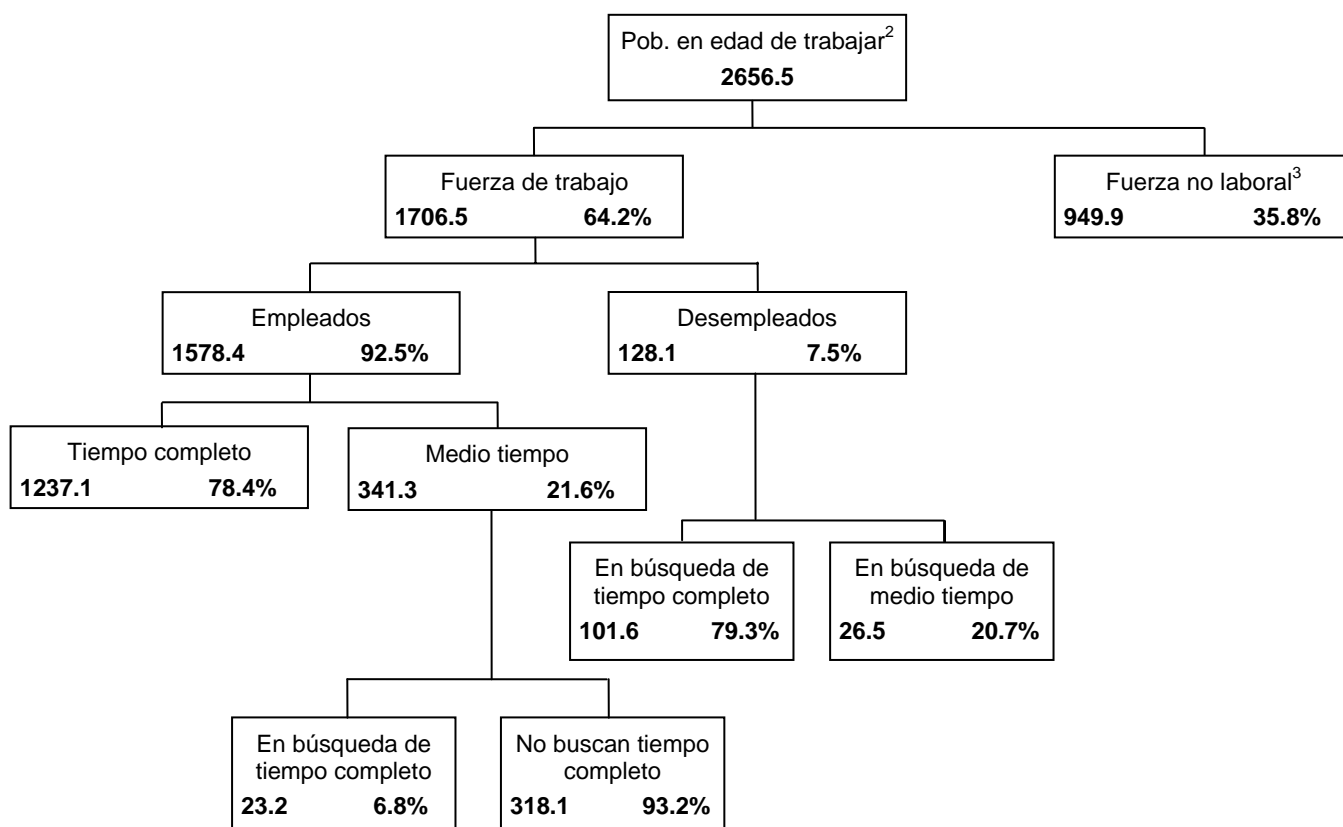 Pob. en edad de trabajar²
2656.5
Fuerza de trabajo
1706.5 64.2%
Fuerza no laboral³
949.9 35.8%
Empleados
1578.4 92.5%
Desempleados
128.1 7.5%
Tiempo completo
1237.1 78.4%
Medio tiempo
341.3 21.6%
En búsqueda de
tiempo completo
101.6 79.3%
En búsqueda de
medio tiempo
26.5 20.7%
En búsqueda de
tiempo completo
23.2 6.8%
No buscan tiempo
completo
318.1 93.2%